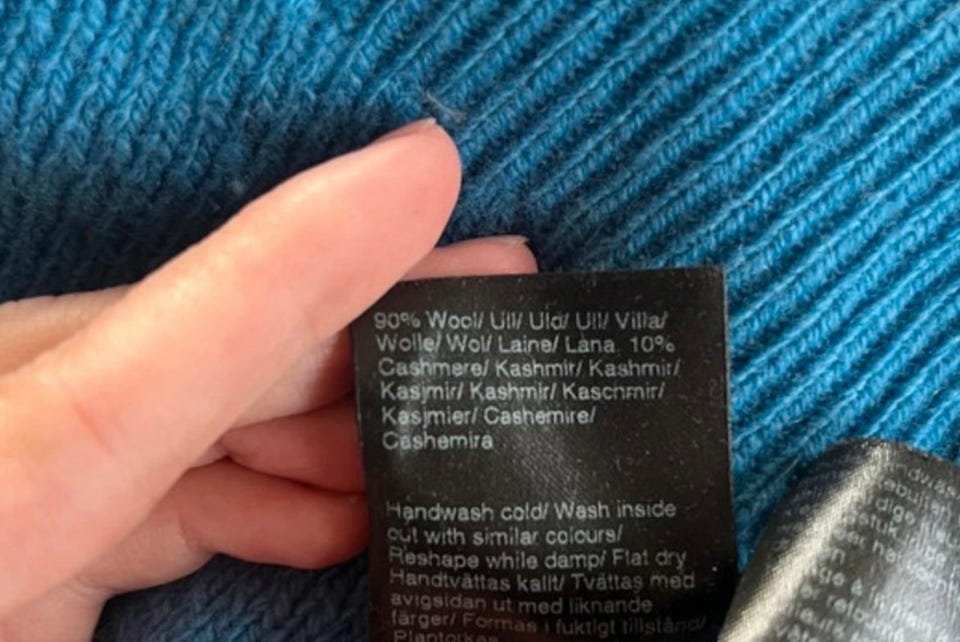 90% Wool/ Ull/ Uld/ Ull/ Villa/
Wolle/ Wol/ Laine/ Lana. 10%
Cashmere/ Kashmir/ Kashmir/
Kasjmir/ Kashmir/ Kaschmir/
Kasjmier/ Cashemire/
Cashemira
Handwash cold/ Wash inside
out with similar colours/
Reshape while damp/ Flat dry
Handtvättas kallt/ Tvättas med
avigsidan ut med liknande
färger/ Formas i fuktigt tillstånd/
Plantorkas